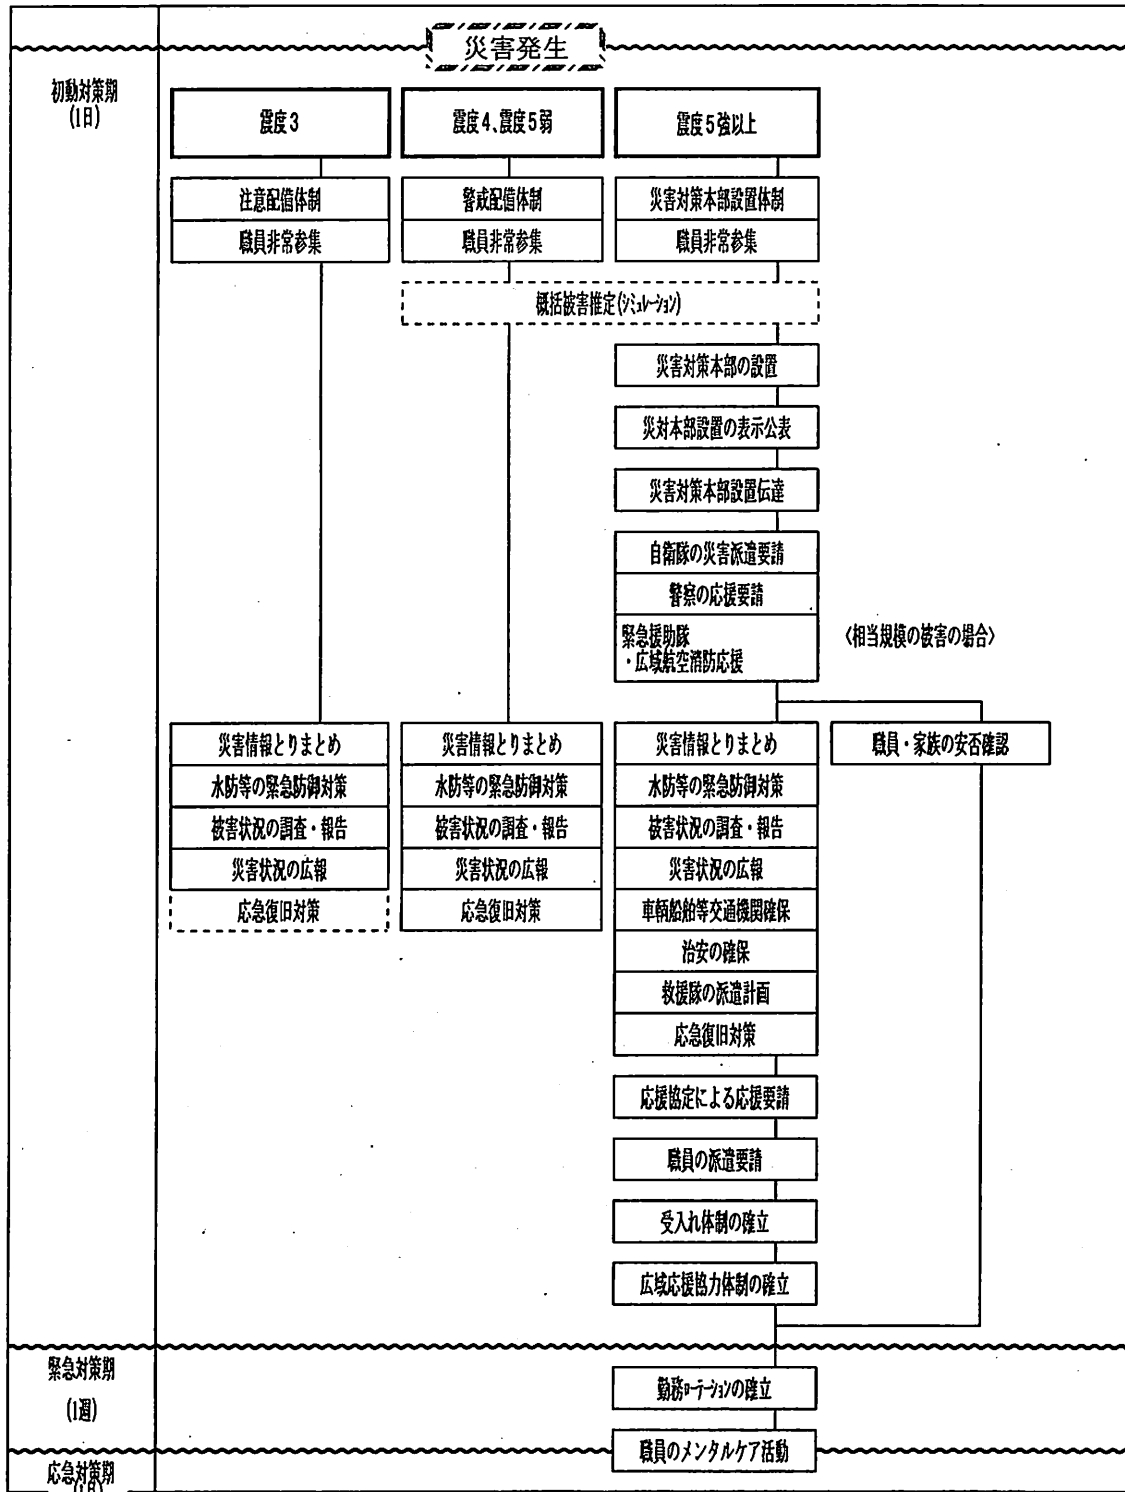 災害発生
初動対策期
(1日)
震度3
震度4、震度5弱
震度5強以上
注意配備体制
警戒配備体制
災害対策本部設置体制
職員非常参集
職員非常参集
職員非常参集
概括被害推定(シミュレーション)
災害対策本部の設置
災対本部設置の表示公表
災害対策本部設置伝達
自衛隊の災害派遣要請
警察の応援要請
緊急援助隊
・広域航空消防応援
〈相当規模の被害の場合〉
災害情報とりまとめ
災害情報とりまとめ
災害情報とりまとめ
職員・家族の安否確認
水防等の緊急防御対策
水防等の緊急防御対策
水防等の緊急防御対策
被害状況の調査・報告
被害状況の調査・報告
被害状況の調査・報告
災害状況の広報
災害状況の広報
災害状況の広報
応急復旧対策
応急復旧対策
車輌船舶等交通機関確保
治安の確保
救援隊の派遣計画
応急復旧対策
応援協定による応援要請
職員の派遣要請
受入れ体制の確立
広域応援協力体制の確立
緊急対策期
(1週)
勤務ローテーションの確立
職員のメンタルケア活動
応急対策期